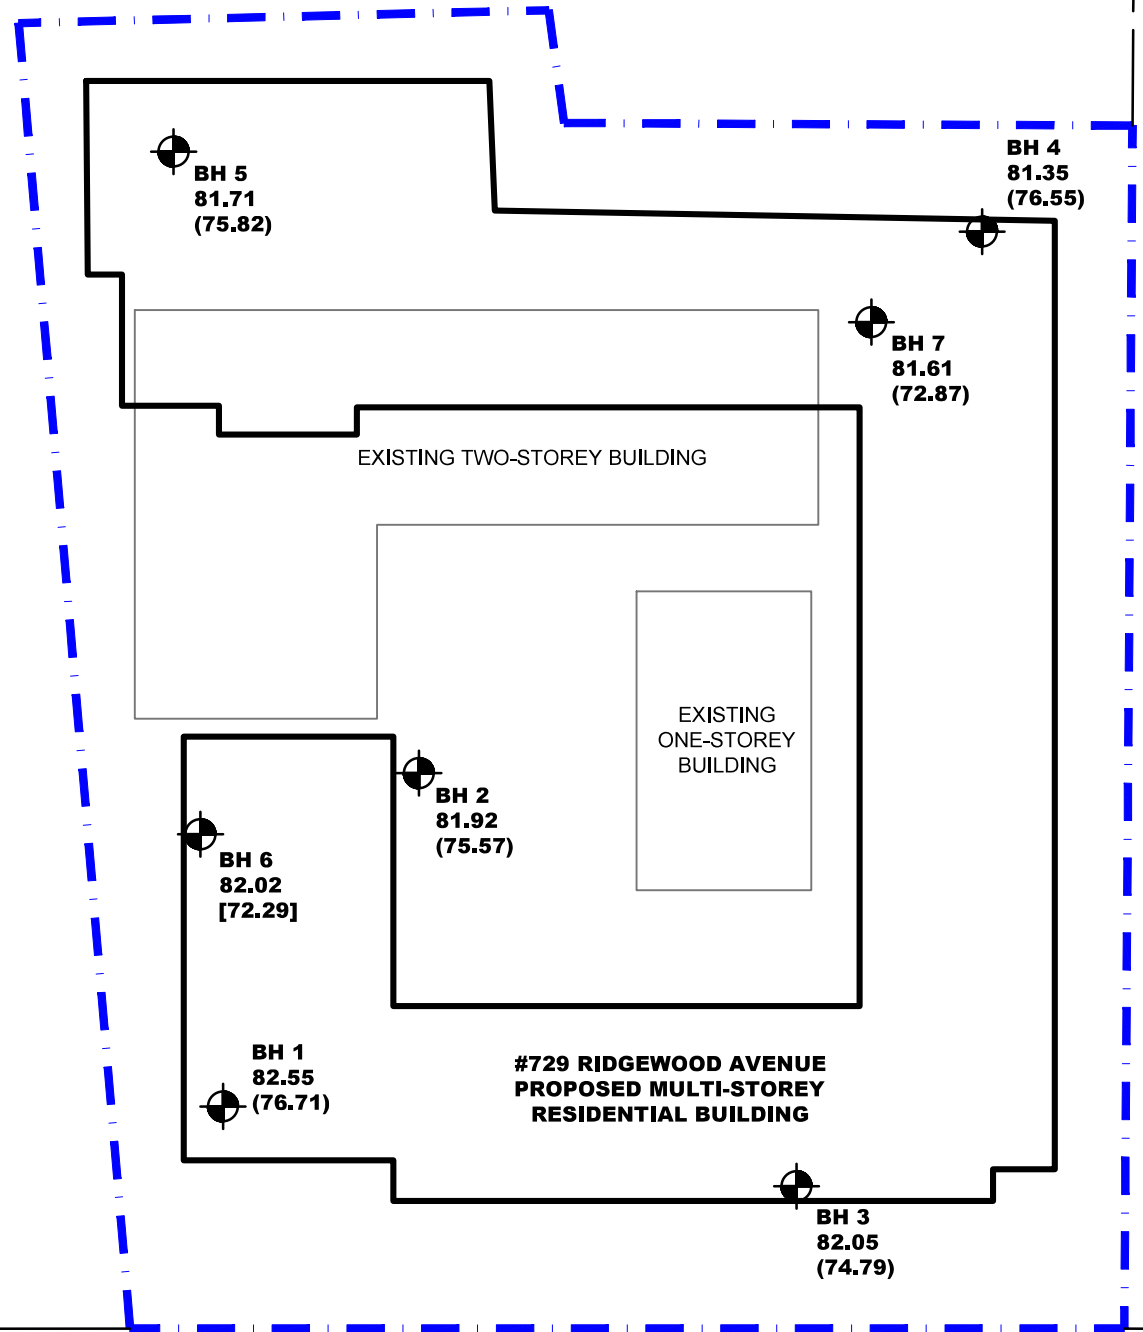 BH 4
81.35
(76.55)
BH 5
81.71
(75.82)
BH 7
81.61
(72.87)
EXISTING TWO-STOREY BUILDING
EXISTING
ONE-STOREY
BUILDING
BH 2
81.92
(75.57)
BH 6
82.02
[72.29]
BH 1
82.55
(76.71)
#729 RIDGEWOOD AVENUE
PROPOSED MULTI-STOREY
RESIDENTIAL BUILDING
BH 3
82.05
(74.79)